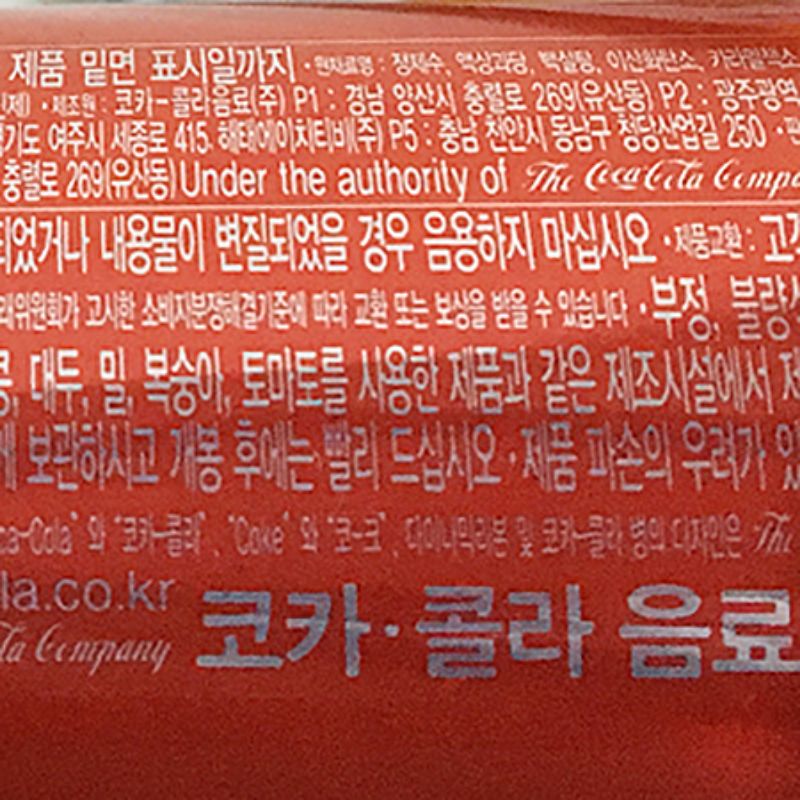 제품 밑면 표시일까지 · 원재료명 : 정제수, 액상과당, 백설탕, 이산화탄소, 카라멜색소
· 제조원 : 코카-콜라음료(주) P1 : 경남 양산시 충렬로 269(유산동) P2 : 광주광역
여주시 세종로 415. 해태에이치티비(주) P5 : 충남 천안시 동남구 청당산업길 250 ·
충렬로 269(유산동) Under the authority of The Coca-Cola Compa
되었거나 내용물이 변질되었을 경우 음용하지 마십시오 · 제품교환 : 고객
래위원회가 고시한 소비자분쟁해결기준에 따라 교환 또는 보상을 받을 수 있습니다 · 부정, 불량
대두, 밀, 복숭아, 토마토를 사용한 제품과 같은 제조시설에서 제
보관하시고 개봉 후에는 빨리 드십시오 · 제품 파손의 우려가 있
ca-Cola" 와 "코카-콜라", "Coke" 와 "코-크", 다이나믹리본 및 코카-콜라 병의 디자인은 The
la.co.kr
la Company 코카·콜라 음료